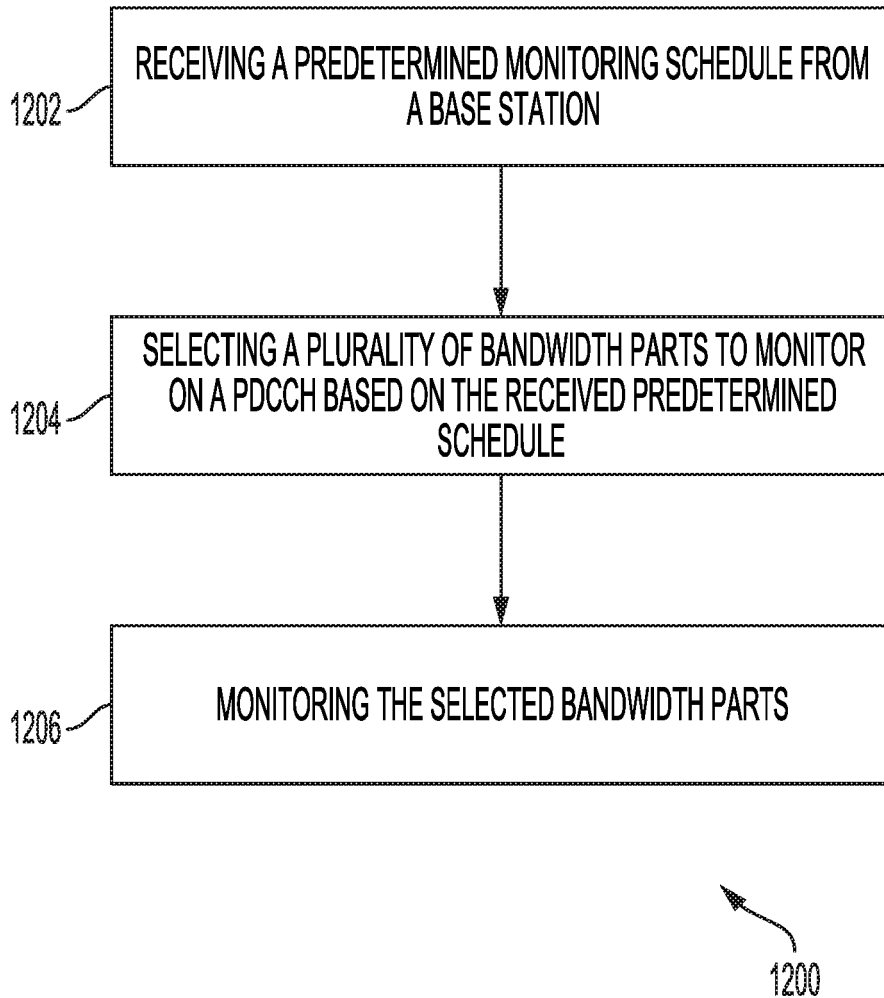 RECEIVING A PREDETERMINED MONITORING SCHEDULE FROM
A BASE STATION
1202
SELECTING A PLURALITY OF BANDWIDTH PARTS TO MONITOR
ON A PDCCH BASED ON THE RECEIVED PREDETERMINED
SCHEDULE
1204
MONITORING THE SELECTED BANDWIDTH PARTS
1206
1200